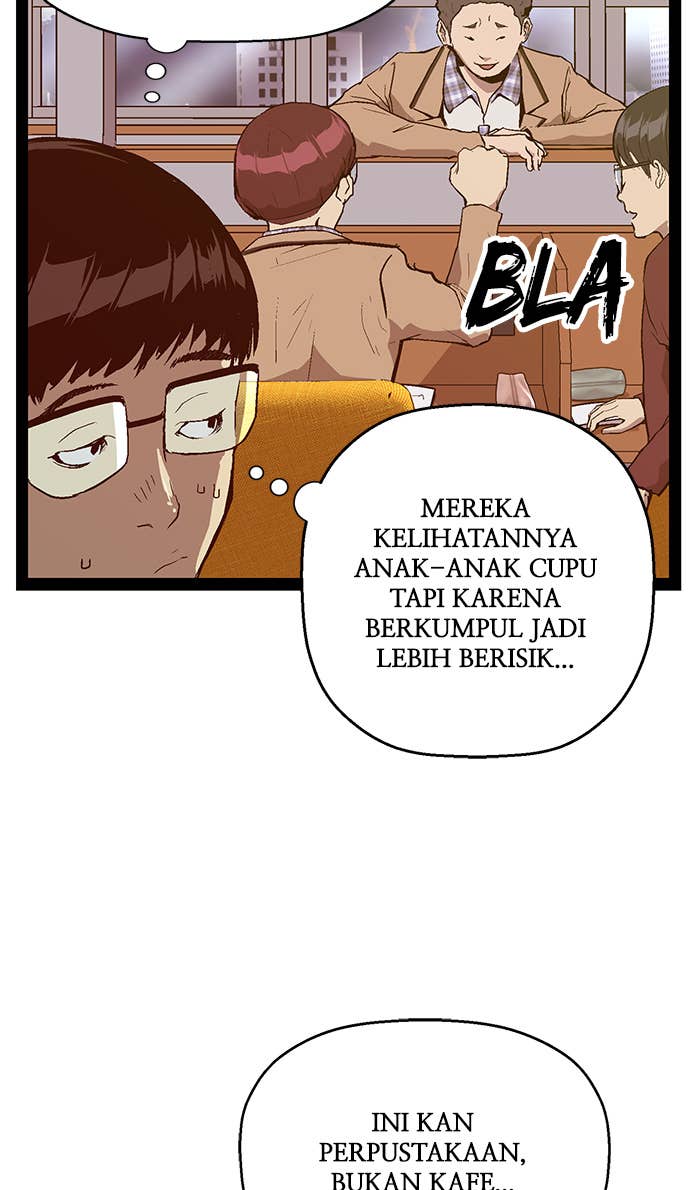 BLA
MEREKA
KELIHATANNYA
ANAK-ANAK CUPU
TAPI KARENA
BERKUMPUL JADI
LEBIH BERISIK...
INI KAN
PERPUSTAKAAN,
BUKAN KAFE...